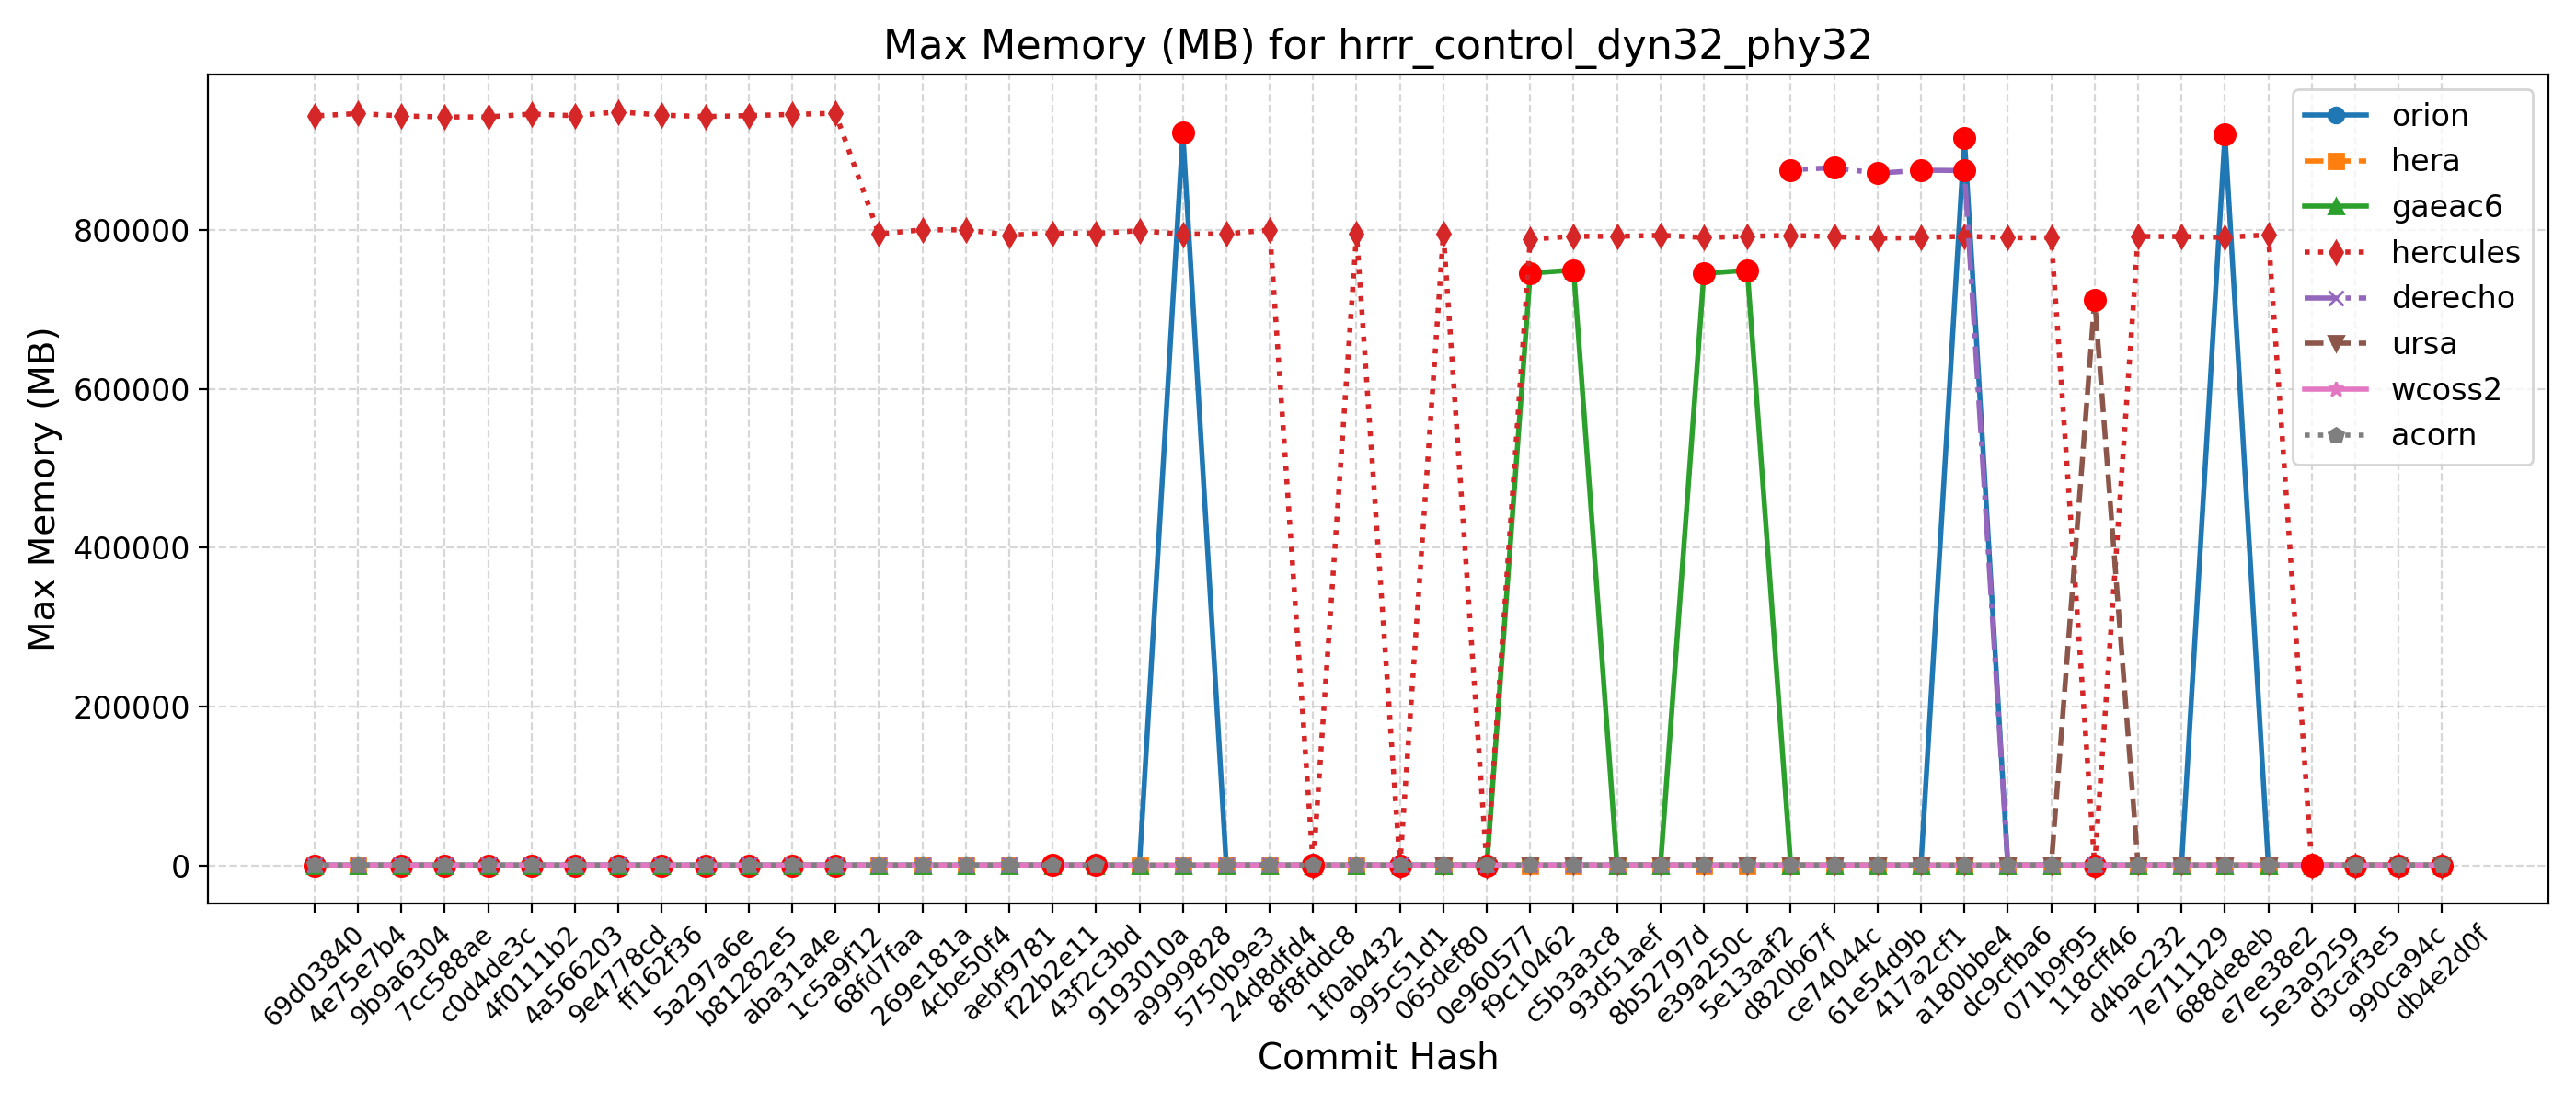 Max Memory (MB) for hrrr_control_dyn32_phy32
Max Memory (MB)
800000
600000
400000
200000
0
orion
hera
gaeac6
hercules
derecho
ursa
wcoss2
acorn
69d03840
4e75e7b4
9b9a6304
7cc588ae
c0d4de3c
4f0111b2
4a566203
9e4778cd
ff162f36
5a297a6e
b81282e5
aba31a4e
1c5a9f12
68fd7faa
269e181a
4cbe50f4
aebf9781
f22b2e11
43f2c3bd
9193010a
a9999828
5750b9e3
24d8dfd4
8f8fddc8
1f0ab432
995c51d1
065def80
0e960577
f9c10462
c5b3a3c8
93d51aef
8b52797d
e39a250c
5e13aaf2
d820b67f
ce74044c
61e54d9b
417a2cf1
a180bbe4
dc9cfba6
071b9f95
118cff46
d4bac232
7e711129
688de8eb
e7ee38e2
5e3a9259
d3caf3e5
990ca94c
db4e2d0f
Commit Hash